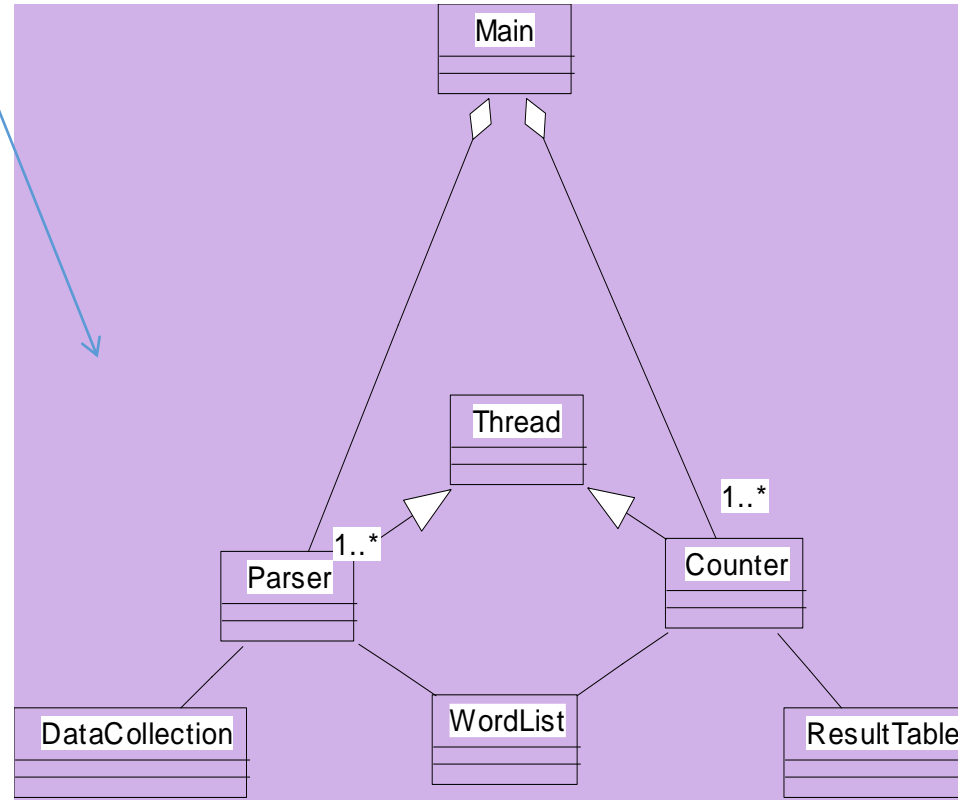 Main
Thread
1..*
1..*
Parser
Counter
DataCollection
WordList
ResultTable